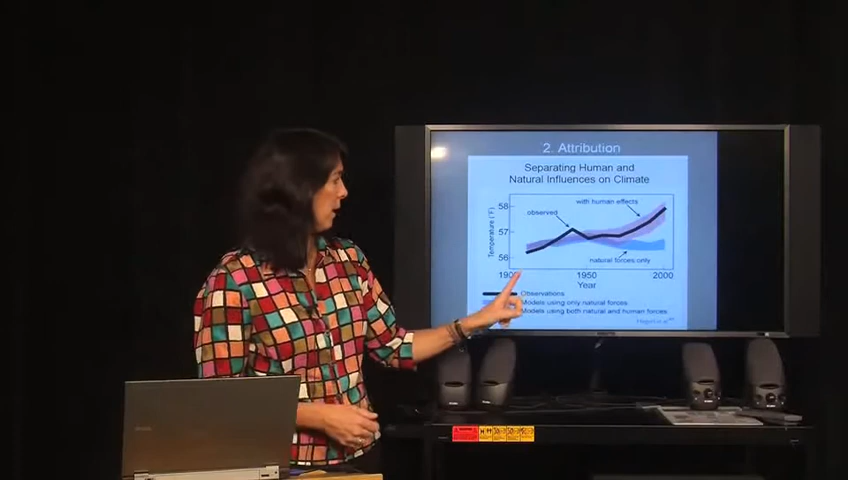 2. Attribution
Separating Human and
Natural Influences on Climate
with human effects
observed
natural forces only
Temperature (°F)
58
57
56
1900
1950
2000
Year
Observations
Models using only natural forces
Models using both natural and human forces